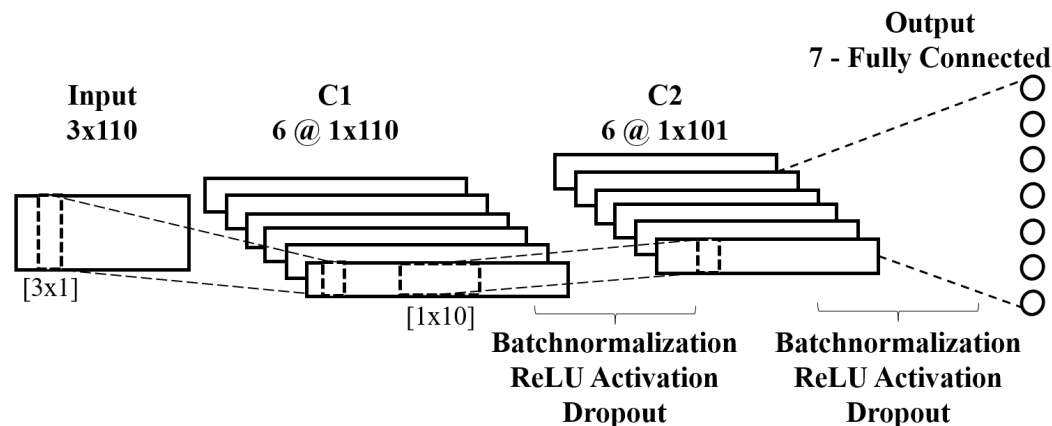 Output
7 - Fully Connected
Input
3x110
C1
6 @ 1x110
C2
6 @ 1x101
[3x1]
[1x10]
Batchnormalization
ReLU Activation
Dropout
Batchnormalization
ReLU Activation
Dropout